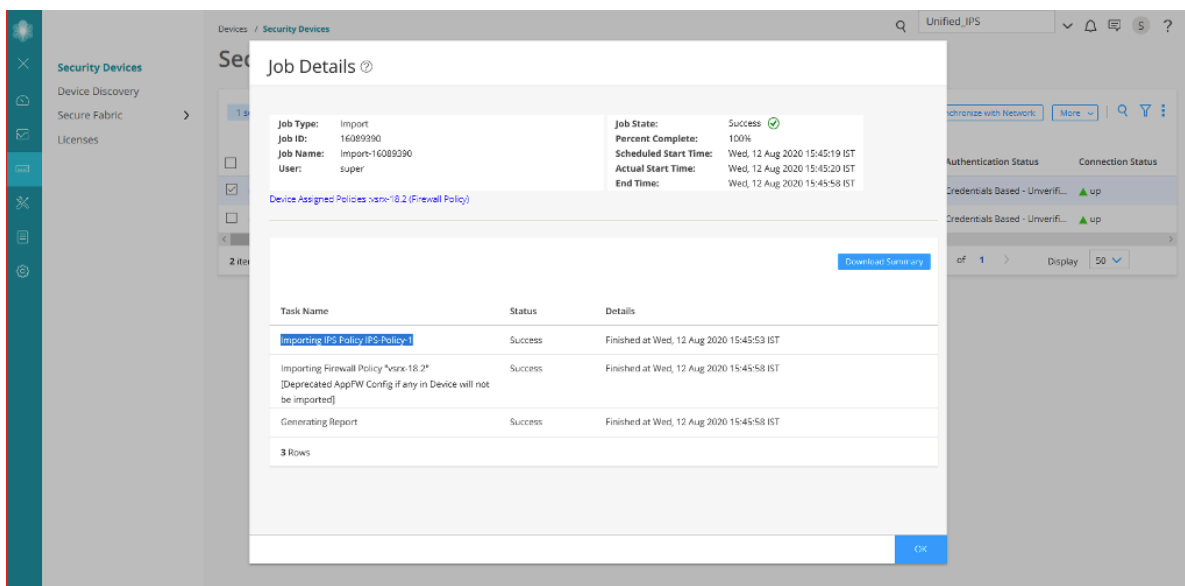 Devices / Security Devices
Unified_IPS
S
?
Security Devices
Device Discovery
Secure Fabric
Licenses
Job Details
Job Type: Import
Job ID: 16089390
Job Name: Import-16089390
User: super
Job State: Success
Percent Complete: 100%
Scheduled Start Time: Wed, 12 Aug 2020 15:45:19 IST
Actual Start Time: Wed, 12 Aug 2020 15:45:20 IST
End Time: Wed, 12 Aug 2020 15:45:58 IST
Device Assigned Policies :vsrx-18.2 (Firewall Policy)
Download Summary
Task Name Status Details
Importing IPS Policy IPS-Policy-1 Success Finished at Wed, 12 Aug 2020 15:45:53 IST
Importing Firewall Policy "vsrx-18.2" Success Finished at Wed, 12 Aug 2020 15:45:58 IST
[Deprecated AppFW Config if any in Device will not
be imported]
Generating Report Success Finished at Wed, 12 Aug 2020 15:45:58 IST
3 Rows
OK
with Network More
Authentication Status Connection Status
Credentials Based - Unverifi... up
Credentials Based - Unverifi... up
of 1 Display 50